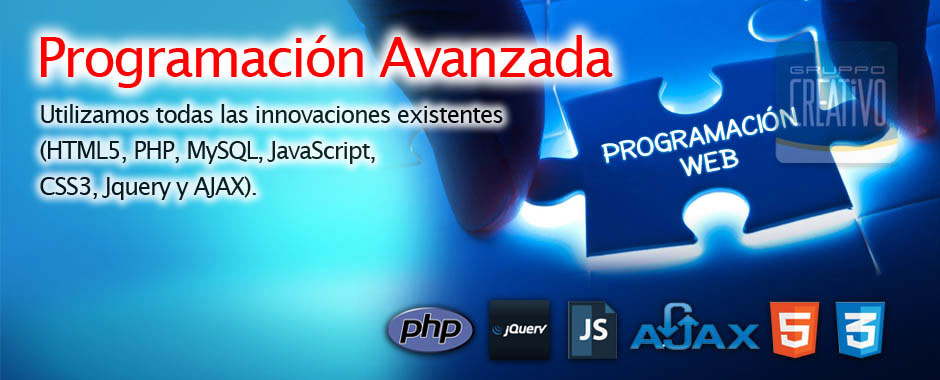 Programación Avanzada
Utilizamos todas las innovaciones existentes
(HTML5, PHP, MySQL, JavaScript,
CSS3, Jquery y AJAX).
GRUPPO
CREATIVO
PROGRAMACIÓN
WEB
php
jQuery
JS
AJAX
5
3